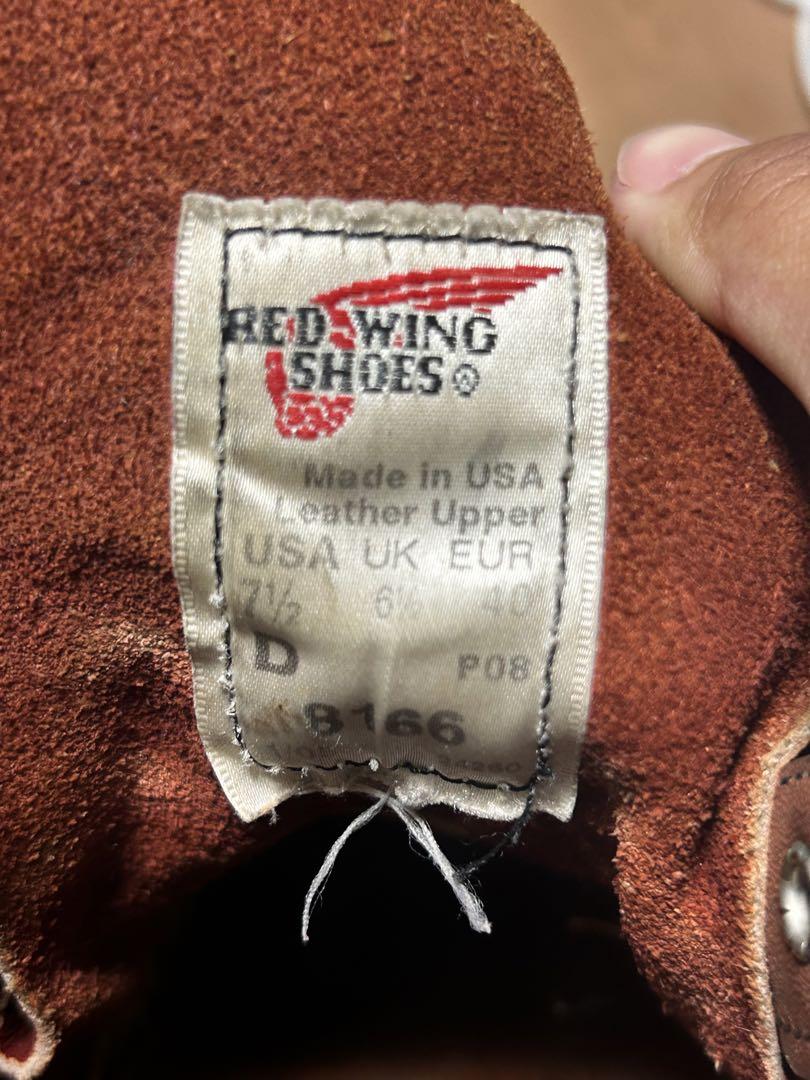 RED WING
SHOES ®
Made in USA
Leather Upper
USA UK EUR
7½ 6½ 40
D P08
8166